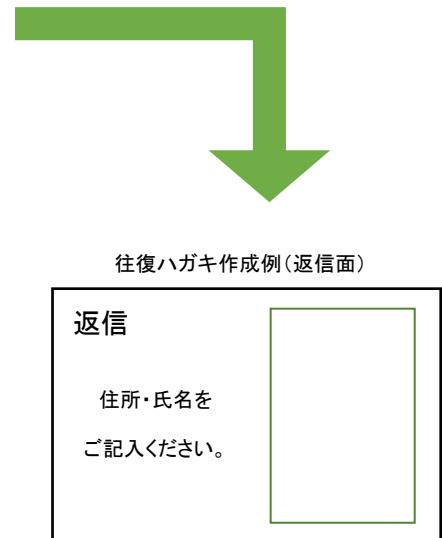 往復ハガキ作成例（返信面）
返信
住所・氏名を
ご記入ください。